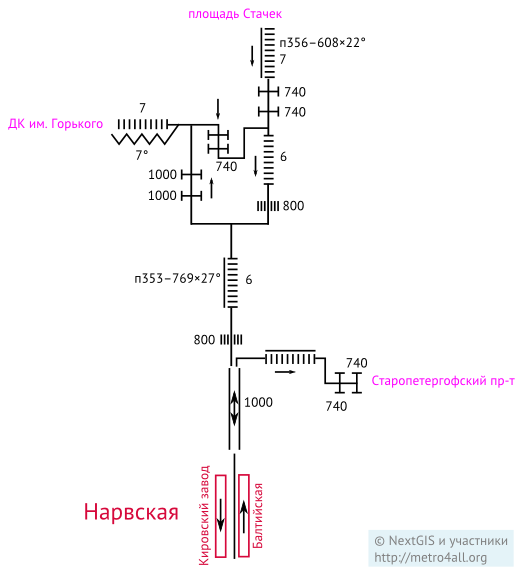 площадь Стачек
п356–608×22°
7
740
740
7
ДК им. Горького
7°
740
6
1000
1000
800
п353–769×27°
6
800
740
Старопетергофский пр-т
740
1000
Кировский завод
Балтийская
Нарвская
© NextGIS и участники
http://metro4all.org